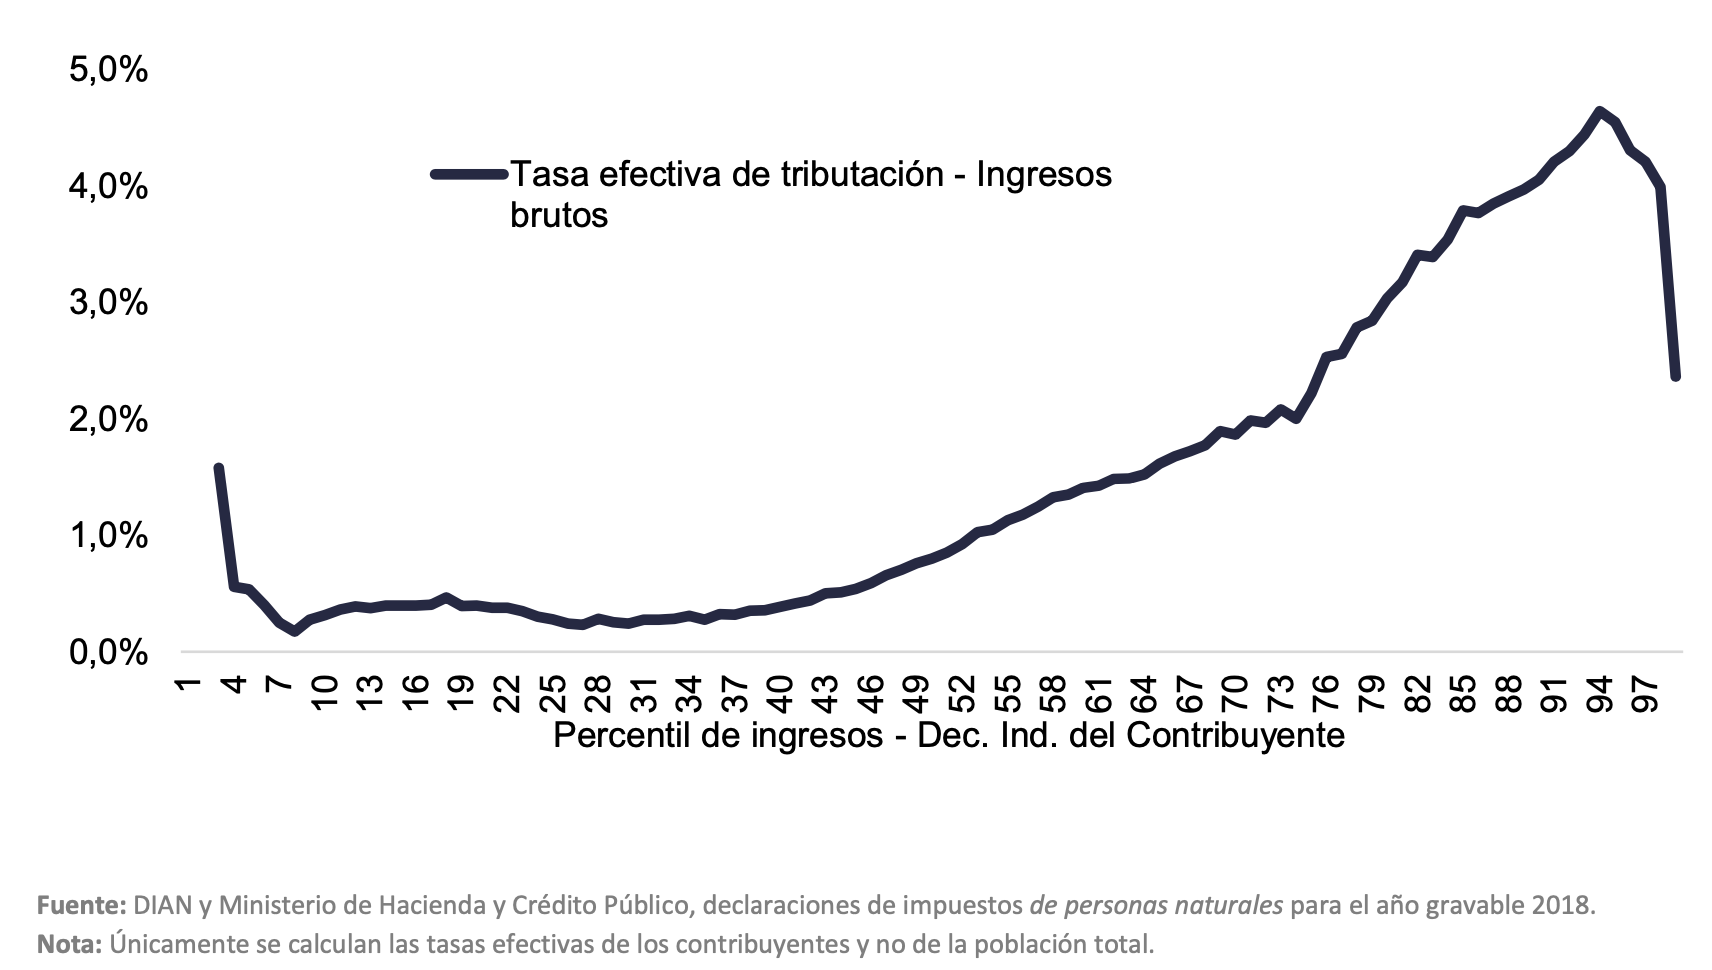 5,0%
4,0%
3,0%
2,0%
1,0%
0,0%
Tasa efectiva de tributación - Ingresos
brutos
1 4 7 10 13 16 19 22 25 28 31 34 37 40 43 46 49 52 55 58 61 64 67 70 73 76 79 82 85 88 91 94 97
Percentil de ingresos - Dec. Ind. del Contribuyente
Fuente: DIAN y Ministerio de Hacienda y Crédito Público, declaraciones de impuestos de personas naturales para el año gravable 2018.
Nota: Únicamente se calculan las tasas efectivas de los contribuyentes y no de la población total.